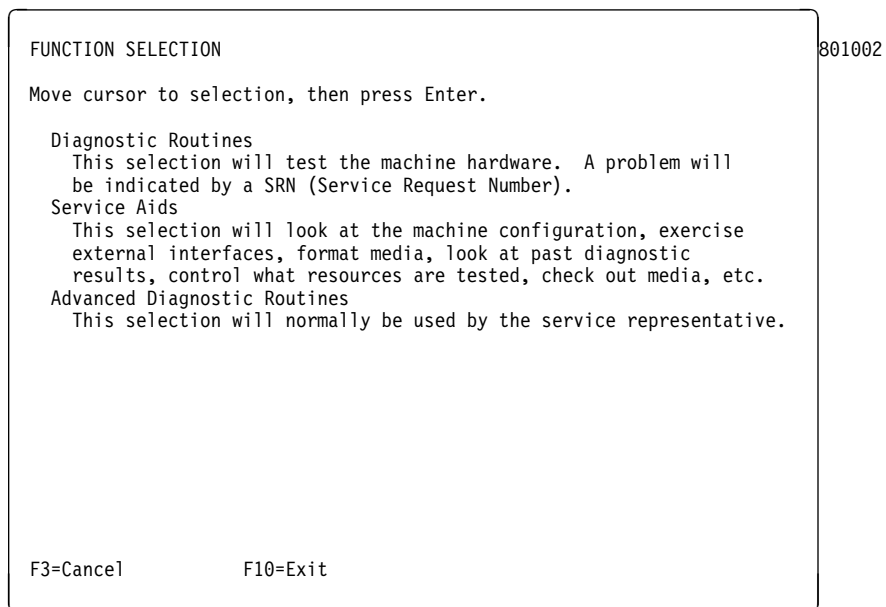 FUNCTION SELECTION 801002
Move cursor to selection, then press Enter.
Diagnostic Routines
This selection will test the machine hardware. A problem will
be indicated by a SRN (Service Request Number).
Service Aids
This selection will look at the machine configuration, exercise
external interfaces, format media, look at past diagnostic
results, control what resources are tested, check out media, etc.
Advanced Diagnostic Routines
This selection will normally be used by the service representative.
F3=Cancel F10=Exit